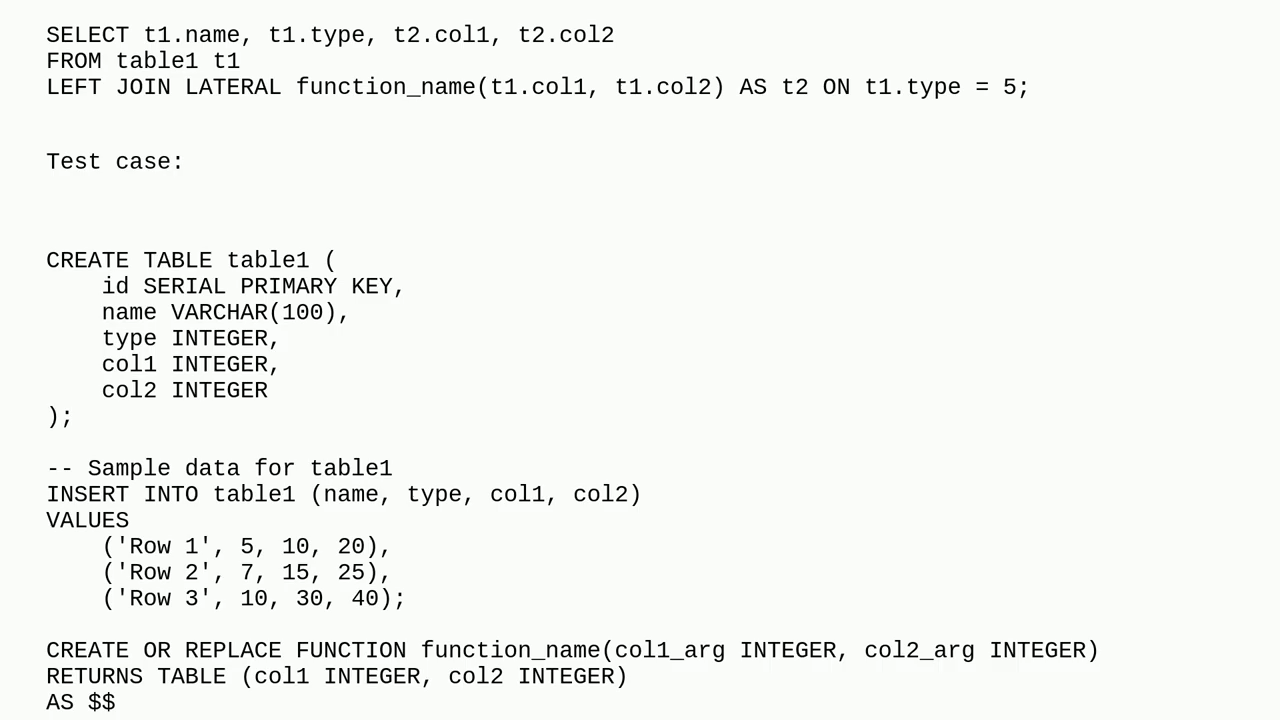 SELECT t1.name, t1.type, t2.col1, t2.col2
FROM table1 t1
LEFT JOIN LATERAL function_name(t1.col1, t1.col2) AS t2 ON t1.type = 5;
Test case:
CREATE TABLE table1 (
    id SERIAL PRIMARY KEY,
    name VARCHAR(100),
    type INTEGER,
    col1 INTEGER,
    col2 INTEGER
);
-- Sample data for table1
INSERT INTO table1 (name, type, col1, col2)
VALUES
    ('Row 1', 5, 10, 20),
    ('Row 2', 7, 15, 25),
    ('Row 3', 10, 30, 40);
CREATE OR REPLACE FUNCTION function_name(col1_arg INTEGER, col2_arg INTEGER)
RETURNS TABLE (col1 INTEGER, col2 INTEGER)
AS $$